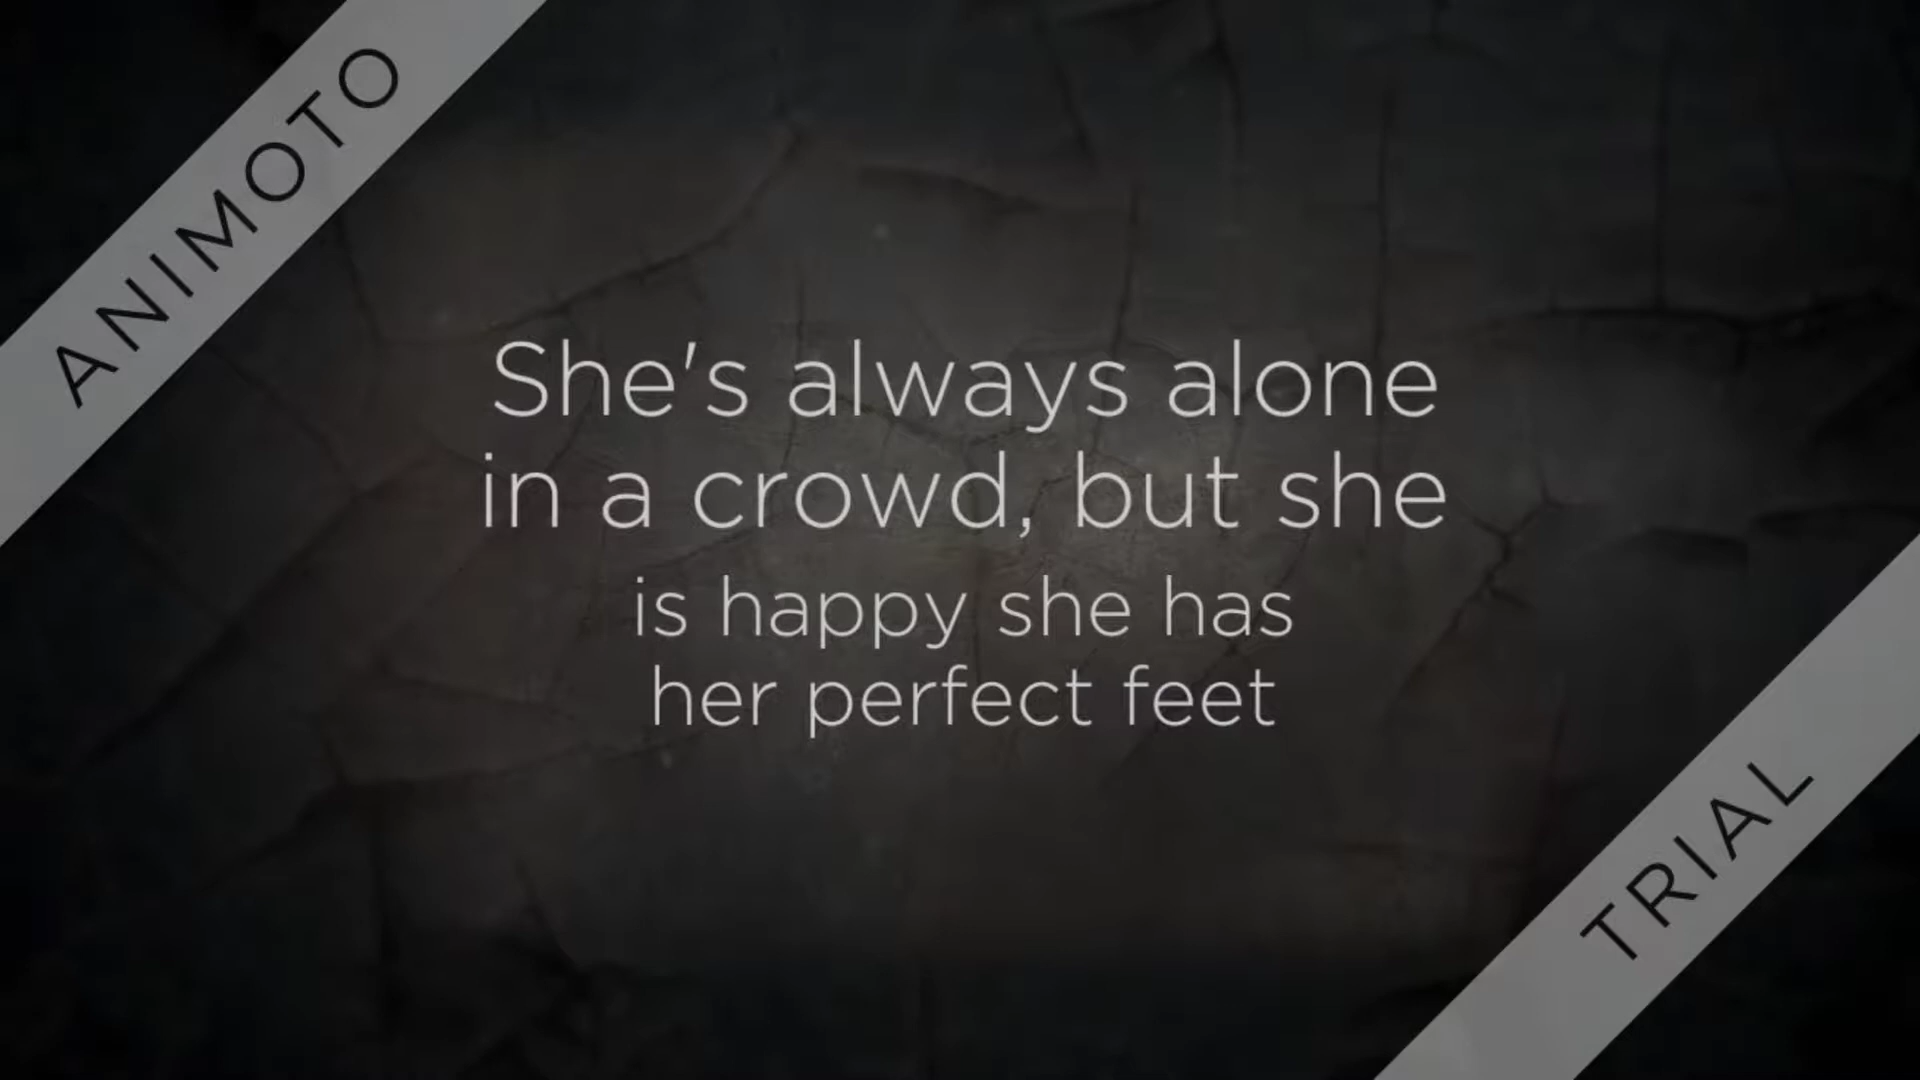 ANIMOTO
She's always alone
in a crowd, but she
is happy she has
her perfect feet
TRIAL